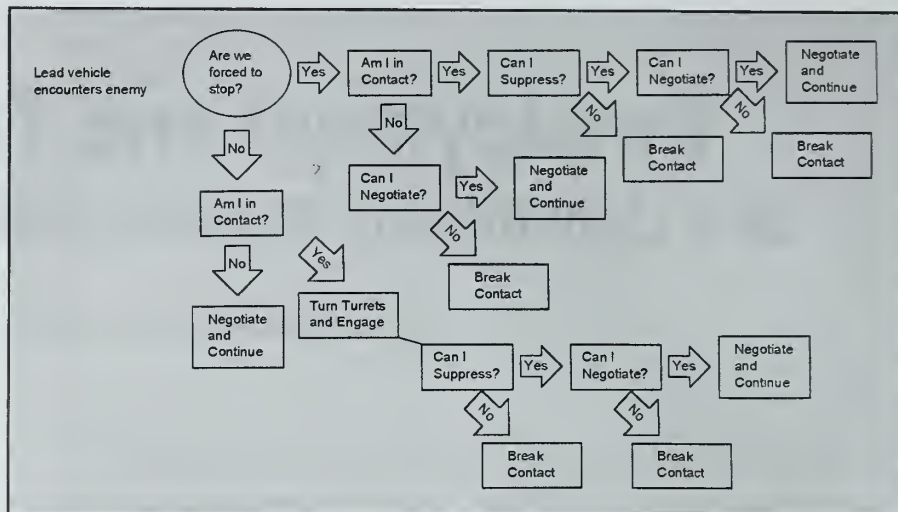 Lead vehicle
encounters enemy
Are we
forced to
stop?
Yes
Am I in
Contact?
Yes
Can I
Suppress?
Yes
Can I
Negotiate?
Yes
Negotiate
and
Continue
No
No
No
No
Break
Contact
Break
Contact
Am I in
Contact?
Can I
Negotiate?
Yes
Negotiate
and
Continue
No
Yes
No
Break
Contact
Negotiate
and
Continue
Turn Turrets
and Engage
Can I
Suppress?
Yes
Can I
Negotiate?
Yes
Negotiate
and
Continue
No
No
Break
Contact
Break
Contact